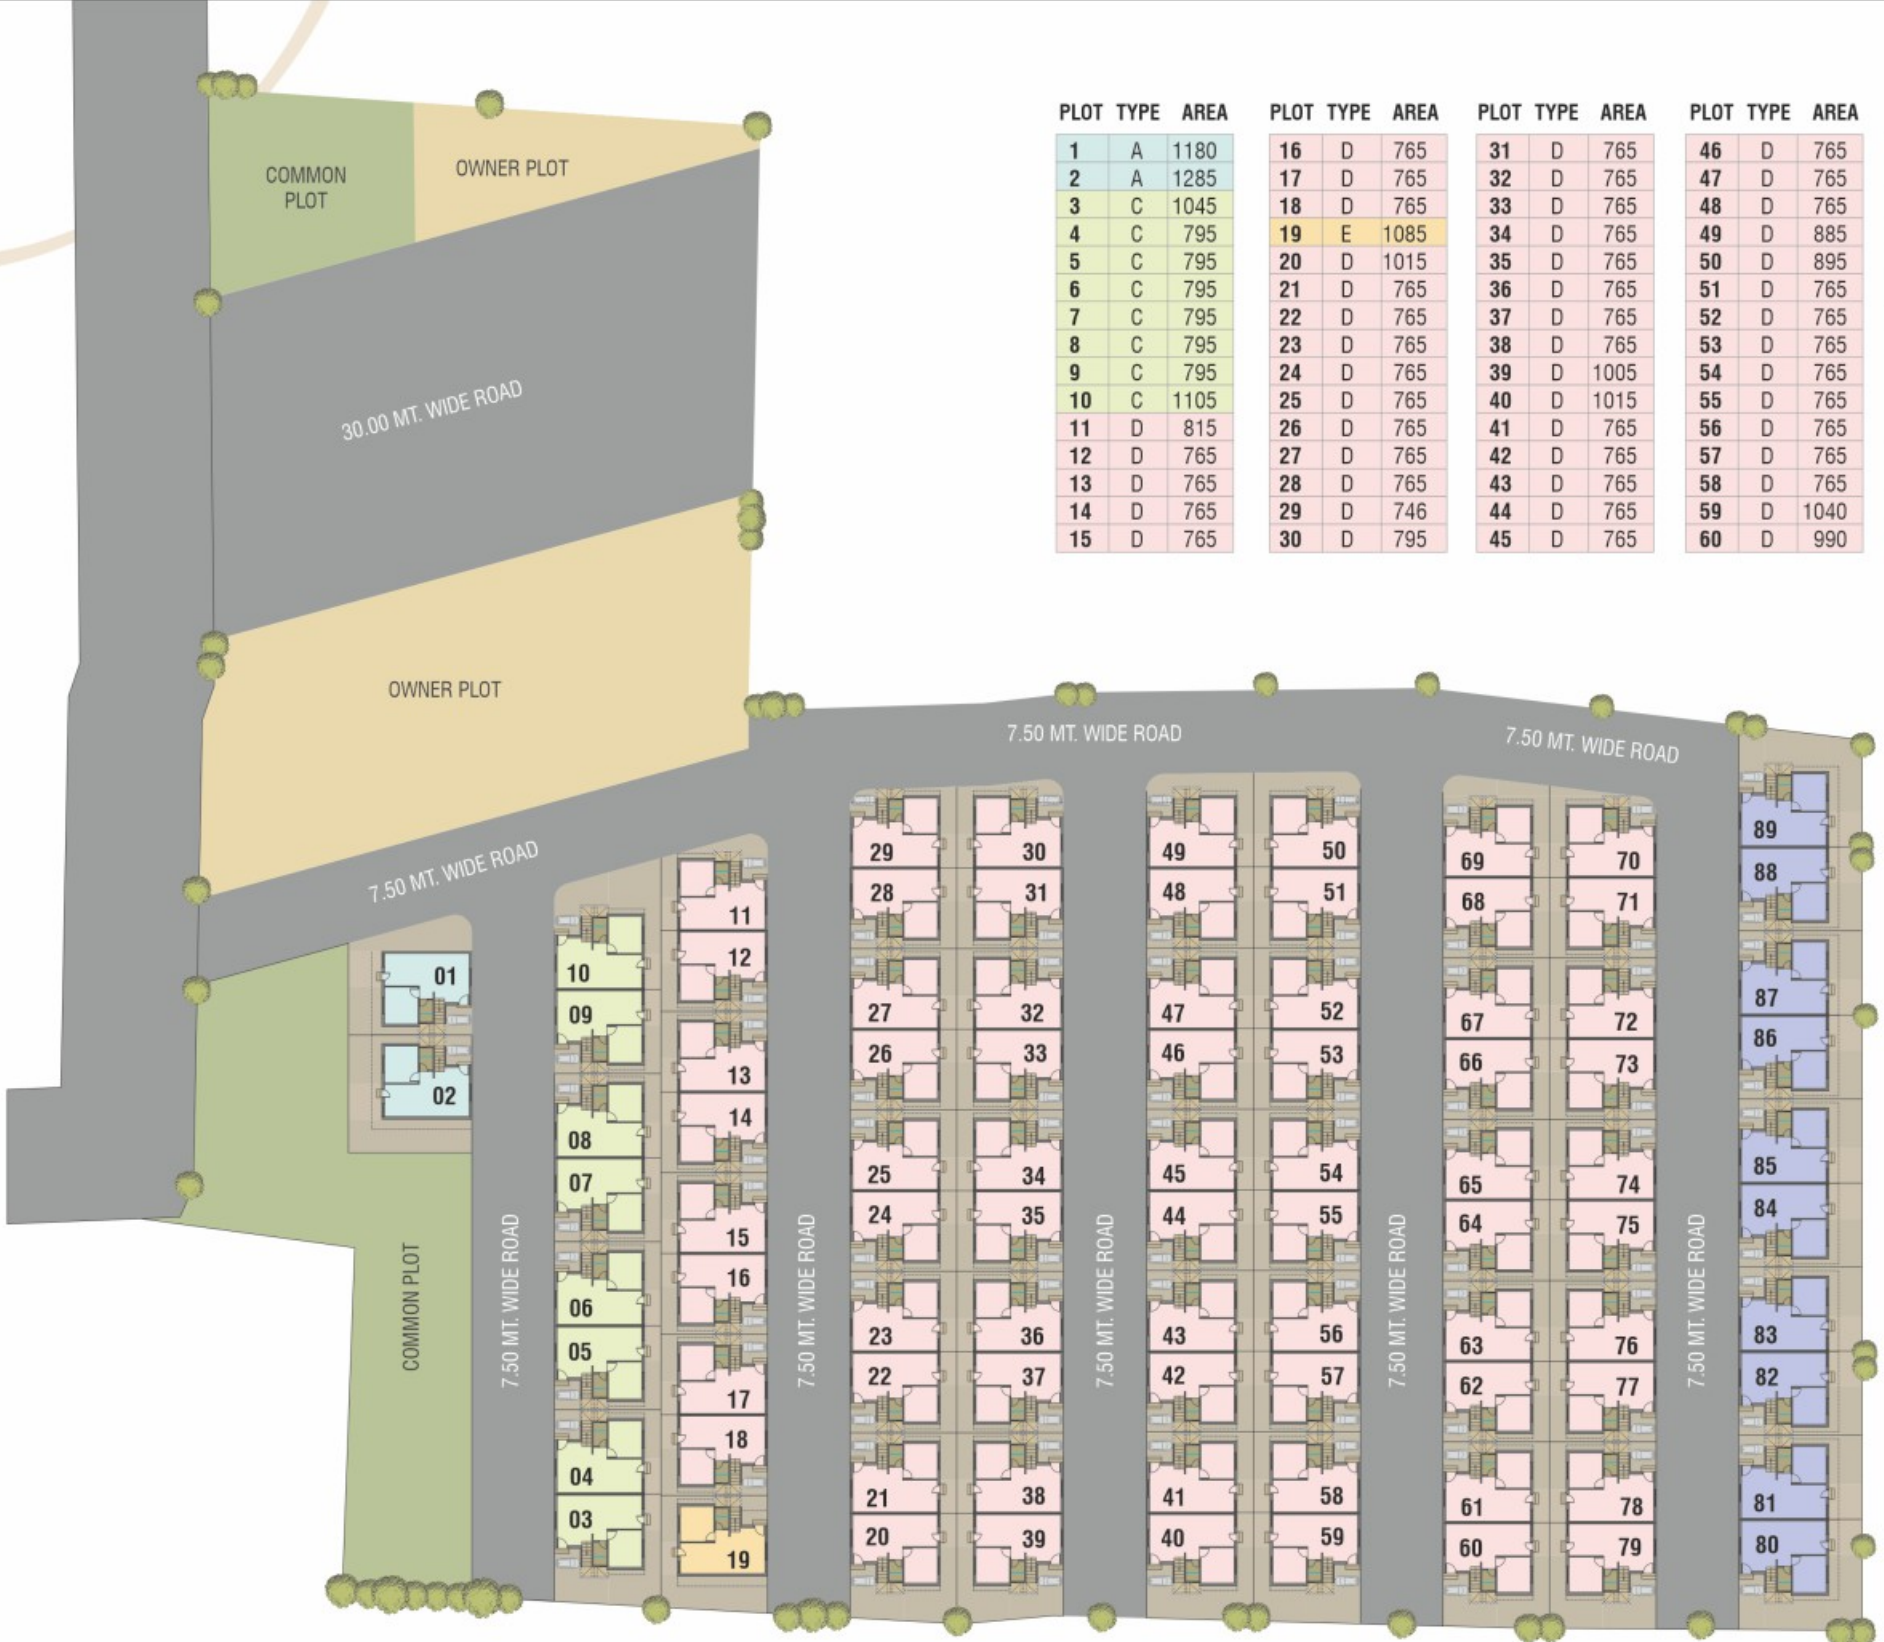 PLOT TYPE AREA
1 A 1180
2 A 1285
3 C 1045
4 C 795
5 C 795
6 C 795
7 C 795
8 C 795
9 C 795
10 C 1105
11 D 815
12 D 765
13 D 765
14 D 765
15 D 765
PLOT TYPE AREA
16 D 765
17 D 765
18 D 765
19 E 1085
20 D 1015
21 D 765
22 D 765
23 D 765
24 D 765
25 D 765
26 D 765
27 D 765
28 D 765
29 D 746
30 D 795
PLOT TYPE AREA
31 D 765
32 D 765
33 D 765
34 D 765
35 D 765
36 D 765
37 D 765
38 D 765
39 D 1005
40 D 1015
41 D 765
42 D 765
43 D 765
44 D 765
45 D 765
PLOT TYPE AREA
46 D 765
47 D 765
48 D 765
49 D 885
50 D 895
51 D 765
52 D 765
53 D 765
54 D 765
55 D 765
56 D 765
57 D 765
58 D 765
59 D 1040
60 D 990
COMMON
PLOT
OWNER PLOT
30.00 MT. WIDE ROAD
OWNER PLOT
7.50 MT. WIDE ROAD
7.50 MT. WIDE ROAD
7.50 MT. WIDE ROAD
01
02
COMMON PLOT
7.50 MT. WIDE ROAD
10
09
08
07
06
05
04
03
11
12
13
14
15
16
17
18
19
7.50 MT. WIDE ROAD
29
28
27
26
25
24
23
22
21
20
30
31
32
33
34
35
36
37
38
39
7.50 MT. WIDE ROAD
49
48
47
46
45
44
43
42
41
40
50
51
52
53
54
55
56
57
58
59
7.50 MT. WIDE ROAD
69
68
67
66
65
64
63
62
61
60
70
71
72
73
74
75
76
77
78
79
7.50 MT. WIDE ROAD
89
88
87
86
85
84
83
82
81
80